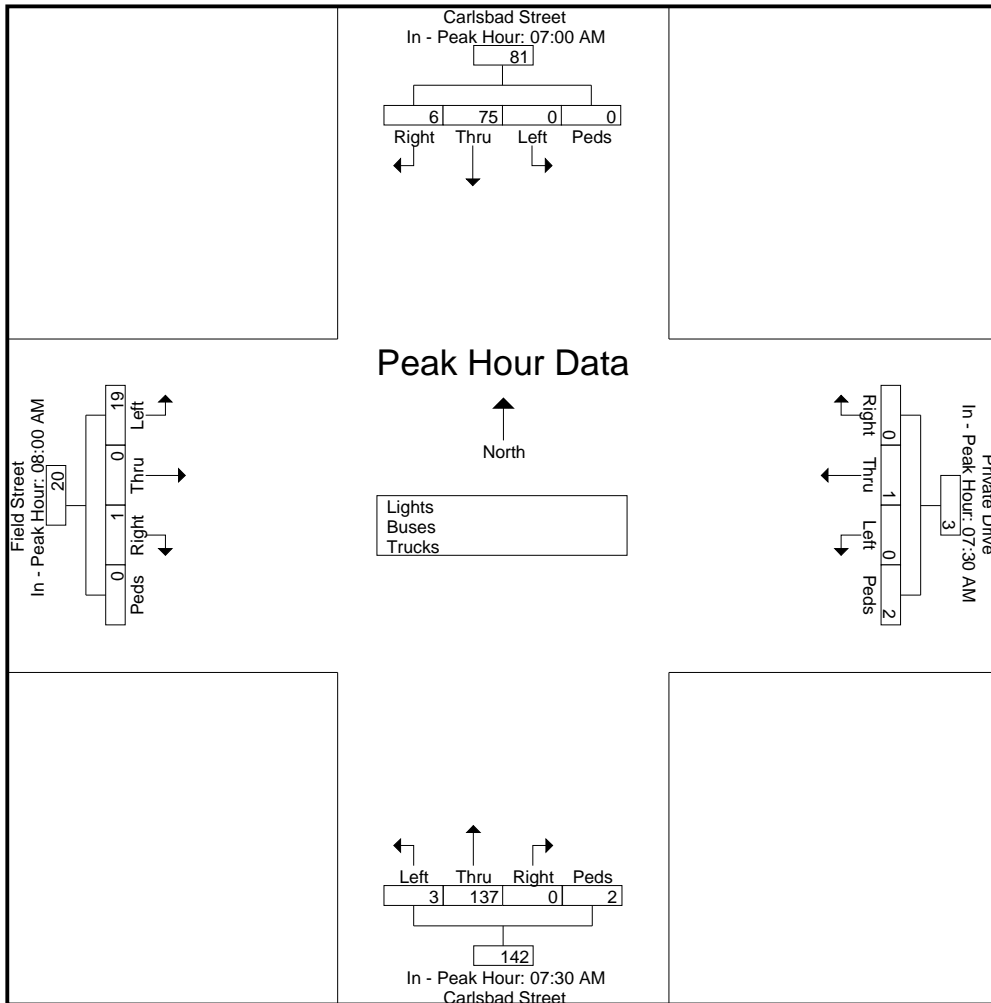 Carlsbad Street
In - Peak Hour: 07:00 AM
81
6 75 0 0
Right Thru Left Peds
Peak Hour Data
North
Lights
Buses
Trucks
Field Street
In - Peak Hour: 08:00 AM
20
19 0 1 0
Left Thru Right Peds
Private Drive
In - Peak Hour: 07:30 AM
3
0 1 0 2
Right Thru Left Peds
Left Thru Right Peds
3 137 0 2
142
In - Peak Hour: 07:30 AM
Carlsbad Street